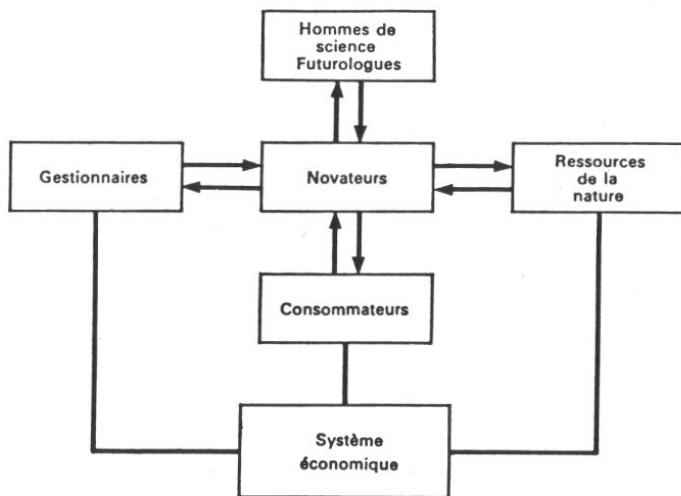 Hommes de
science
Futurologues
Gestionnaires
Novateurs
Ressources
de la
nature
Consommateurs
Système
économique